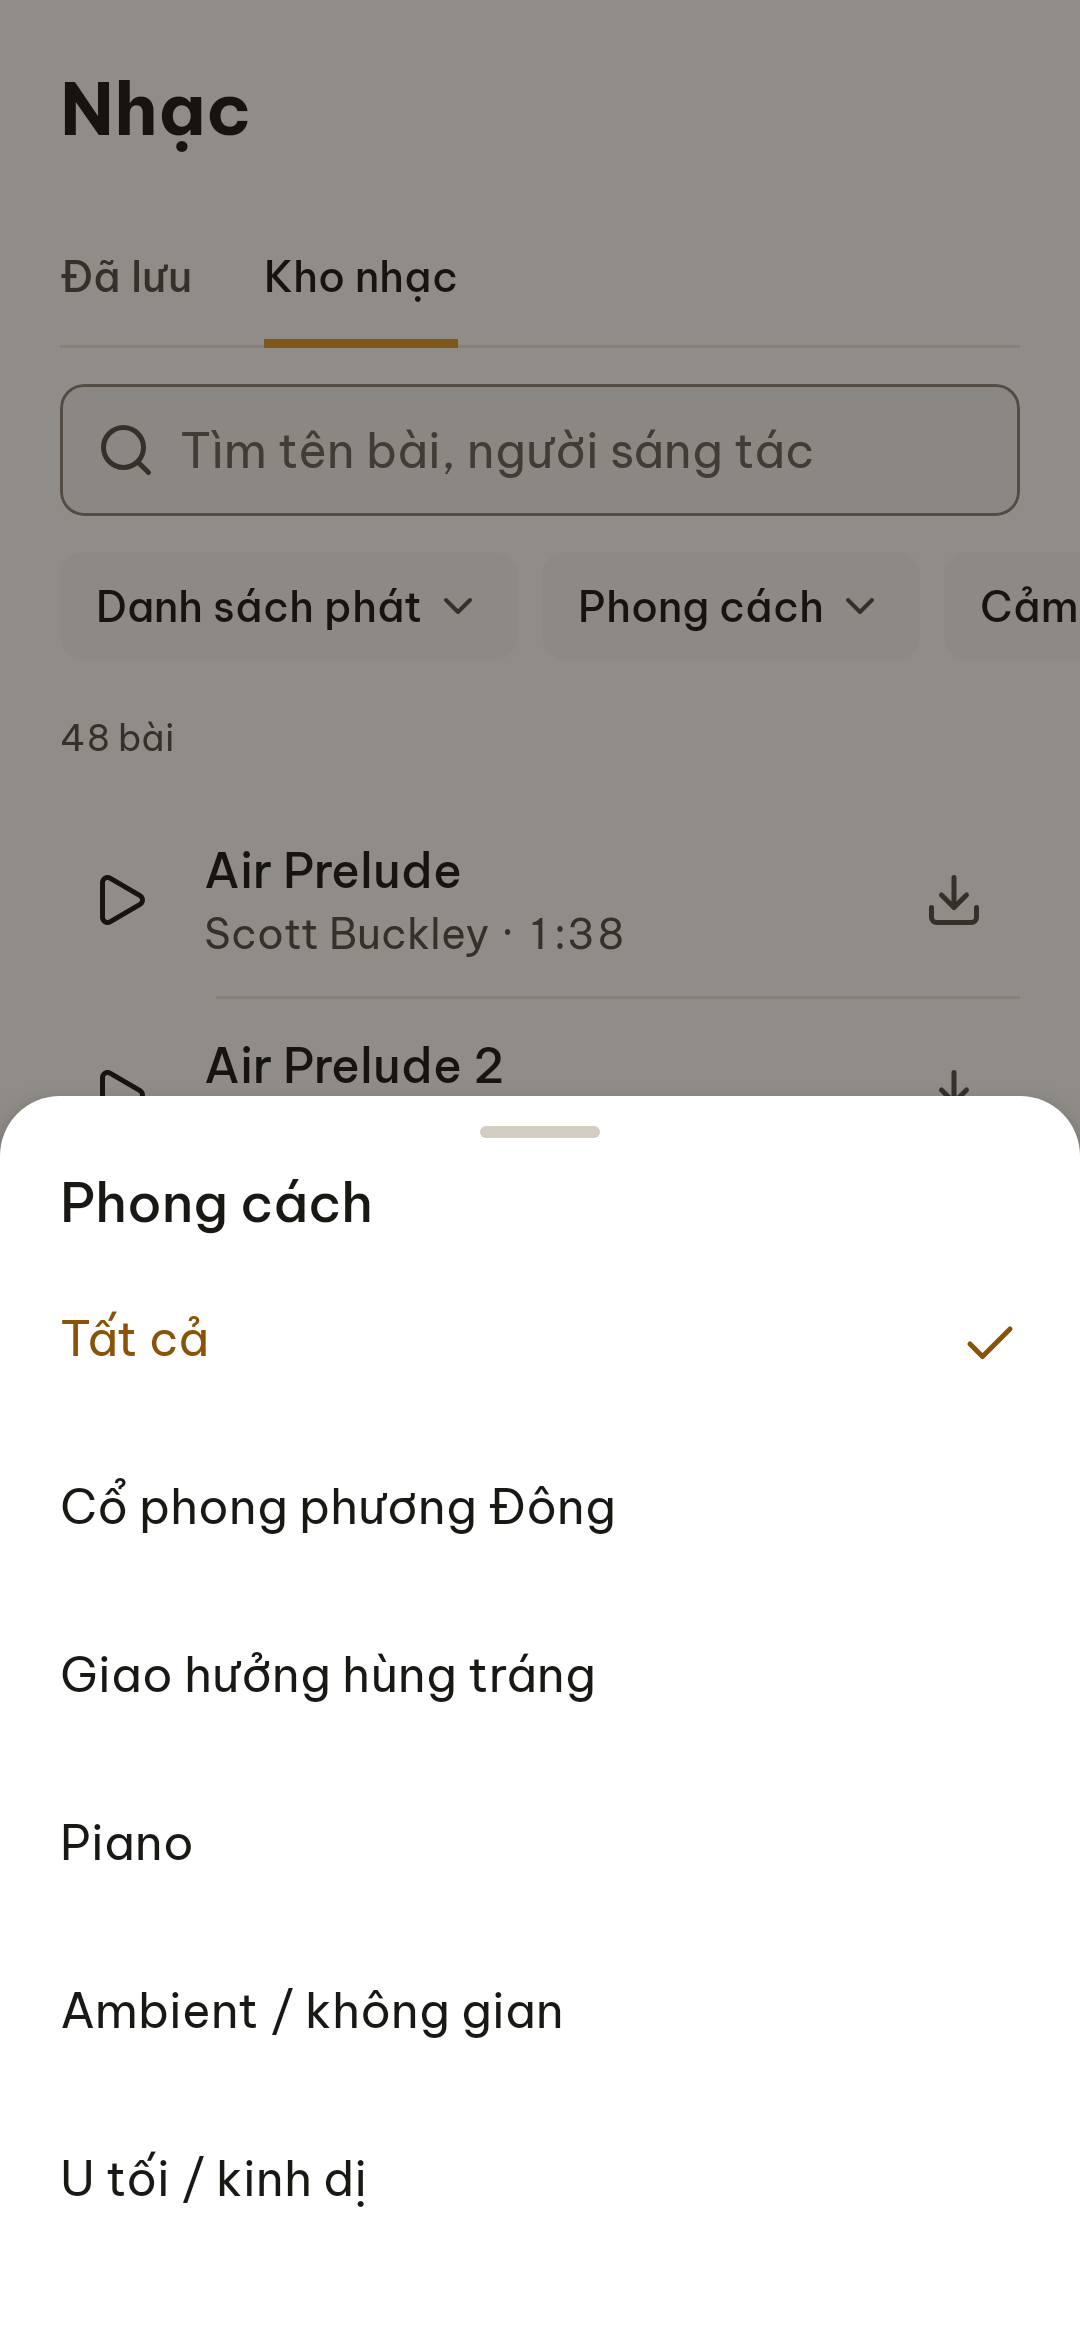 Nhạc
Đã lưu Kho nhạc
Tìm tên bài, người sáng tác
Danh sách phát Phong cách Cảm
48 bài
Air Prelude
Scott Buckley · 1:38
Air Prelude 2
Phong cách
Tất cả
Cổ phong phương Đông
Giao hưởng hùng tráng
Piano
Ambient / không gian
U tối / kinh dị